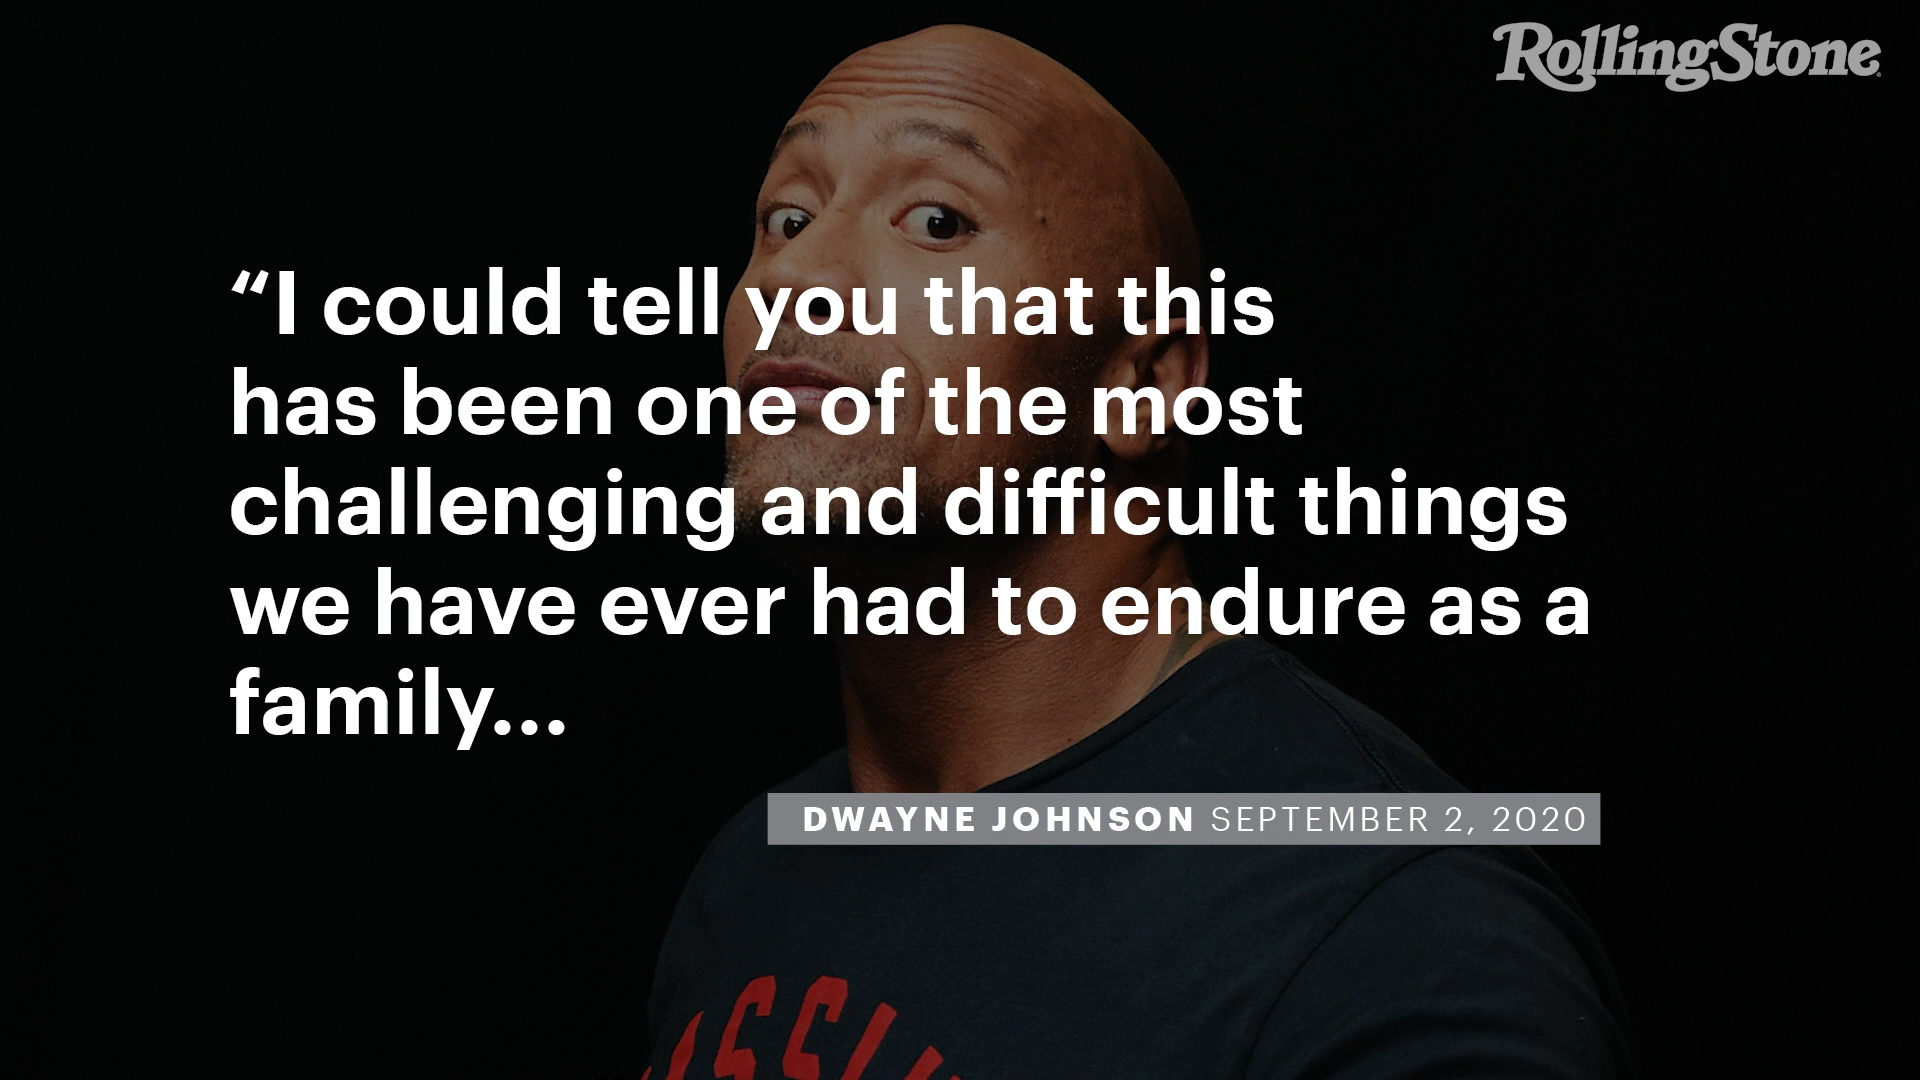 RollingStone
“I could tell you that this
has been one of the most
challenging and difficult things
we have ever had to endure as a
family...
DWAYNE JOHNSON SEPTEMBER 2, 2020